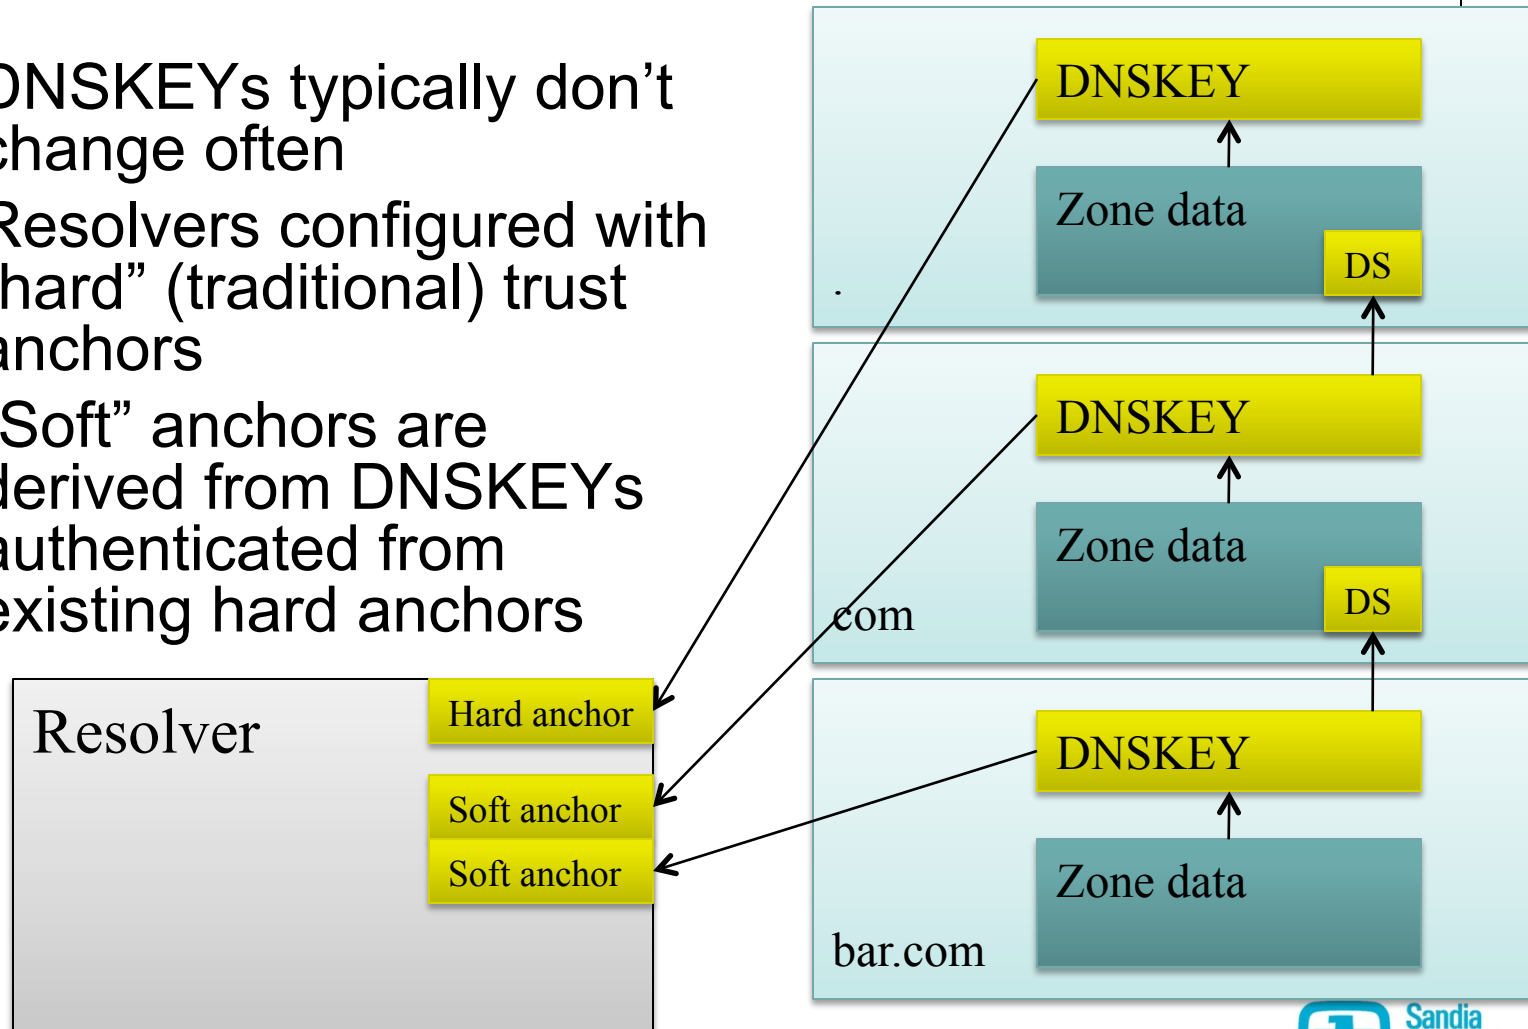 DNSKEYs typically don’t
change often
Resolvers configured with
hard” (traditional) trust
anchors
Soft” anchors are
derived from DNSKEYs
authenticated from
existing hard anchors
DNSKEY
Zone data
DS
.
DNSKEY
Zone data
DS
com
DNSKEY
Zone data
bar.com
Resolver
Hard anchor
Soft anchor
Soft anchor
Sandia